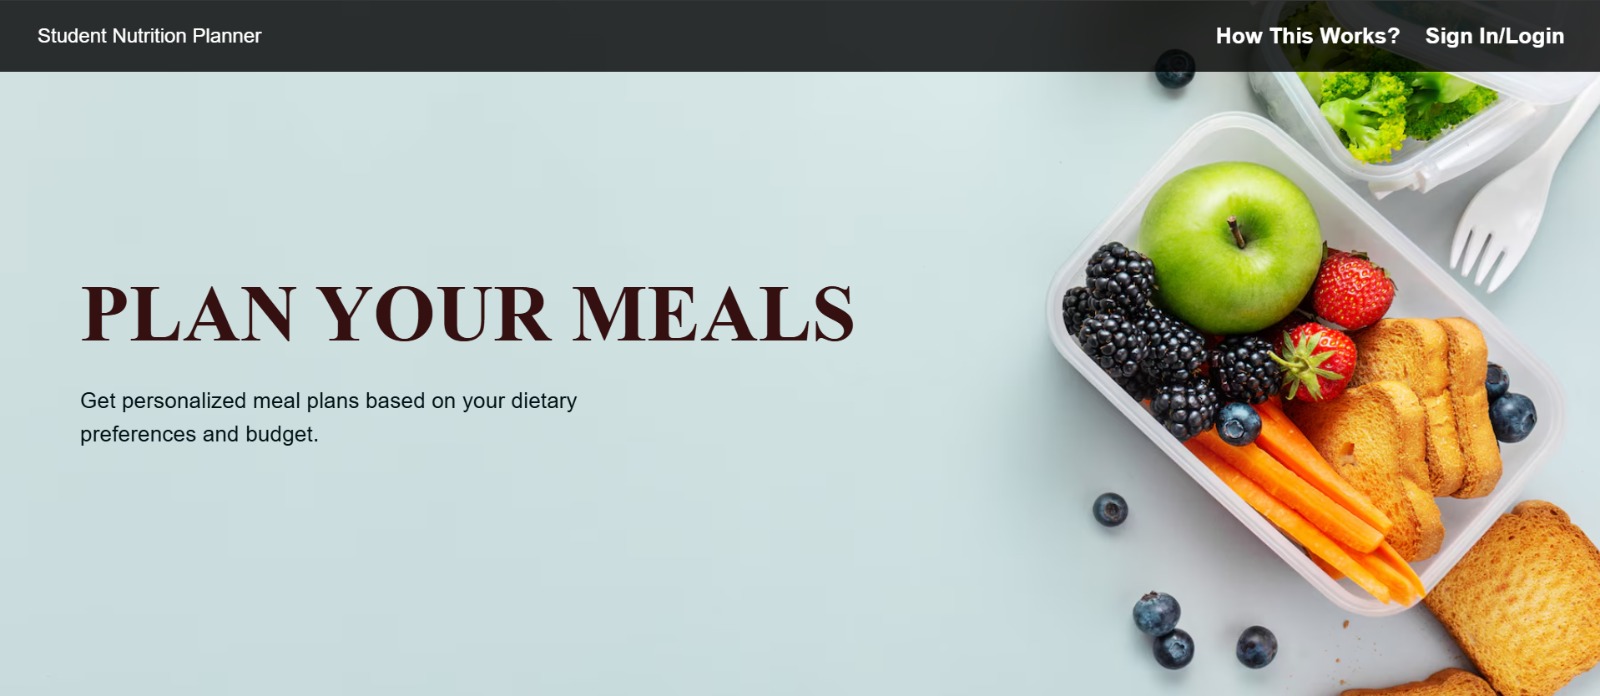 Student Nutrition Planner
How This Works? Sign In/Login
PLAN YOUR MEALS
Get personalized meal plans based on your dietary
preferences and budget.